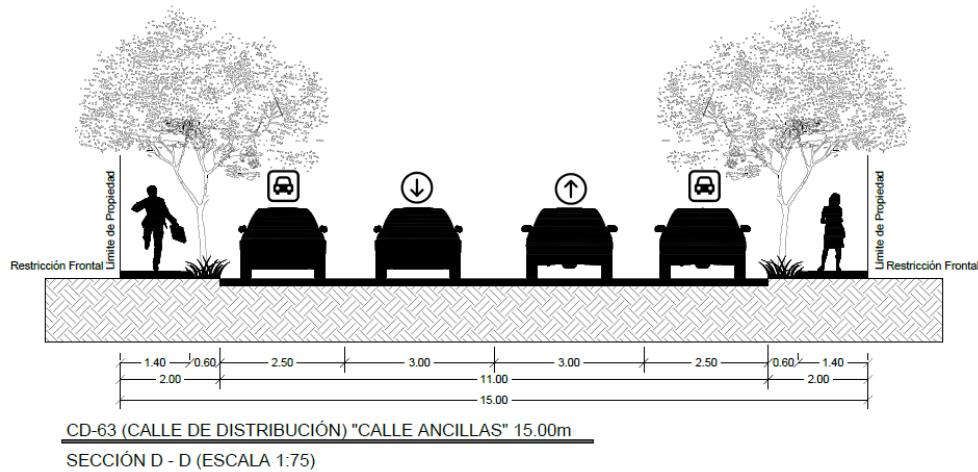 Límite de Propiedad
Límite de Propiedad
Restricción Frontal
Restricción Frontal
1.40 0.60 2.50 3.00 3.00 2.50 0.60 1.40
2.00 11.00 2.00
15.00
CD-63 (CALLE DE DISTRIBUCIÓN) "CALLE ANCILLAS" 15.00m
SECCIÓN D - D (ESCALA 1:75)